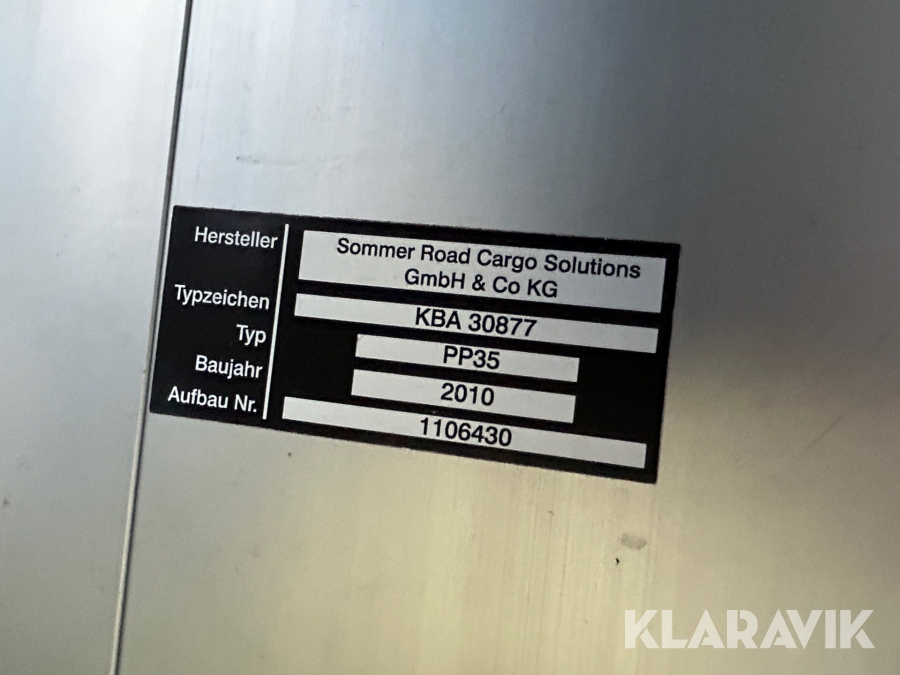 Hersteller Sommer Road Cargo Solutions
GmbH & Co KG
Typzeichen KBA 30877
Typ PP35
Baujahr 2010
Aufbau Nr. 1106430
KLARAVIK